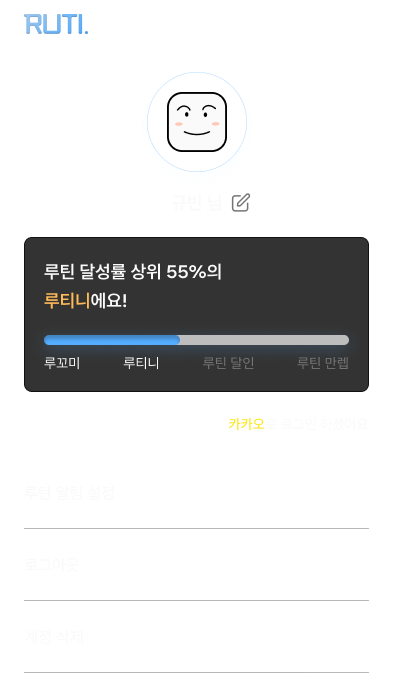 RUTI.
규빈 님
루틴 달성률 상위 55%의
루티니에요!
루꼬미 루티니 루틴 달인 루틴 만렙
카카오로 로그인 하셨어요
루틴 알림 설정
로그아웃
계정 삭제